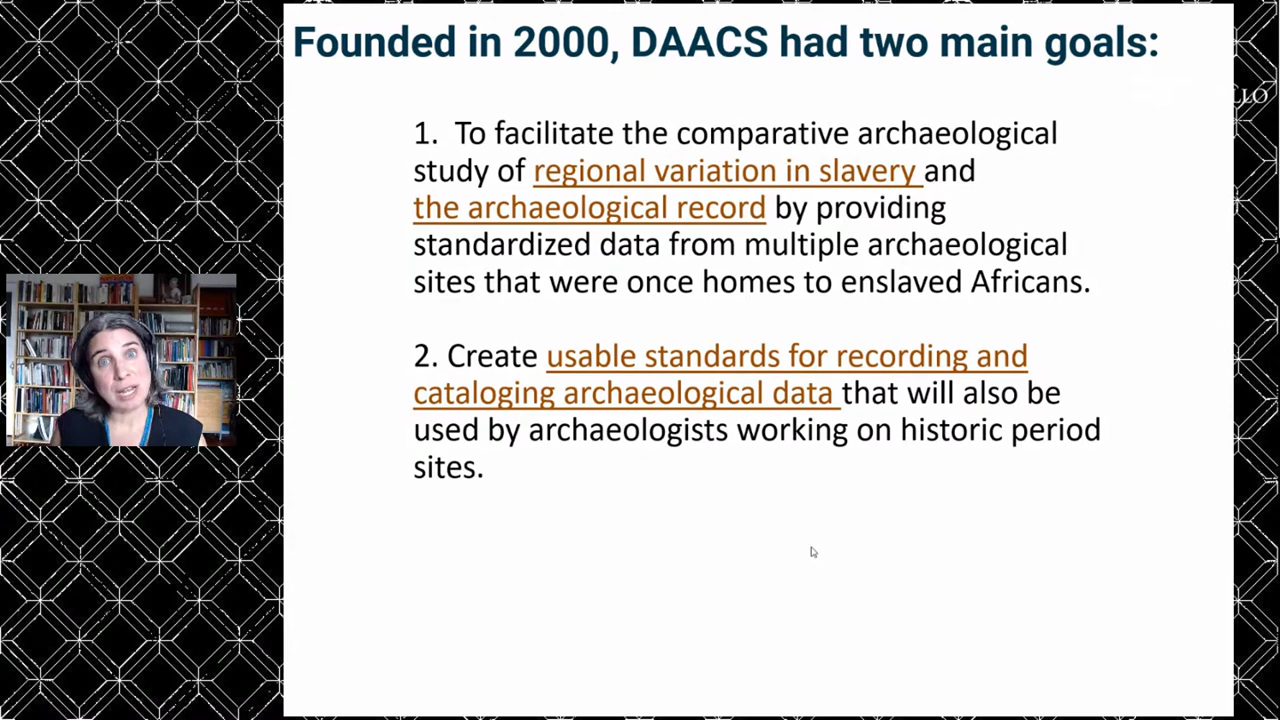 Founded in 2000, DAACS had two main goals:
LLO
1. To facilitate the comparative archaeological
study of regional variation in slavery and
the archaeological record by providing
standardized data from multiple archaeological
sites that were once homes to enslaved Africans.
2. Create usable standards for recording and
cataloging archaeological data that will also be
used by archaeologists working on historic period
sites.